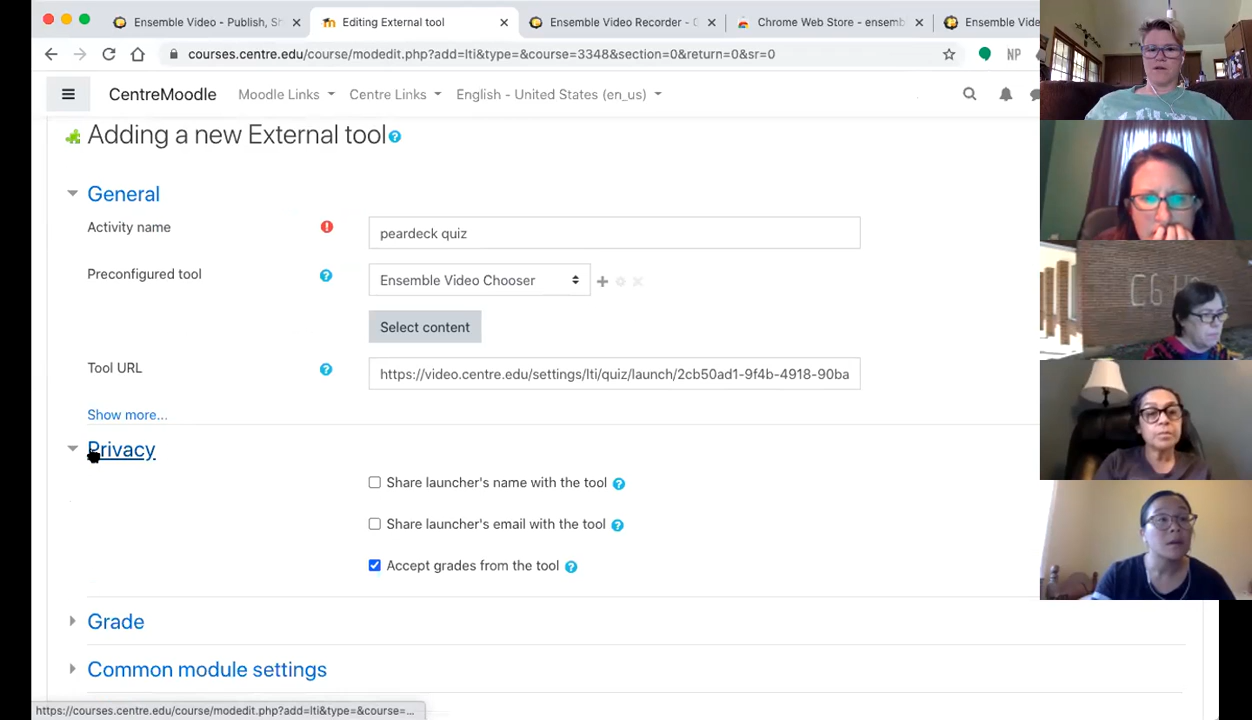 Ensemble Video - Publish, Sh
Editing External tool
Ensemble Video Recorder - C
Chrome Web Store - ensemb
Ensemble Vide
courses.centre.edu/course/modedit.php?add=lti&type=&course=3348&section=0&return=0&sr=0
NP
CentreMoodle
Moodle Links
Centre Links
English - United States (en_us)
Adding a new External tool
General
Activity name
peardeck quiz
Preconfigured tool
Ensemble Video Chooser
Select content
Tool URL
https://video.centre.edu/settings/lti/quiz/launch/2cb50ad1-9f4b-4918-90ba
Show more...
Privacy
Share launcher's name with the tool
Share launcher's email with the tool
Accept grades from the tool
Grade
Common module settings
https://courses.centre.edu/course/modedit.php?add=lti&type=&course=...